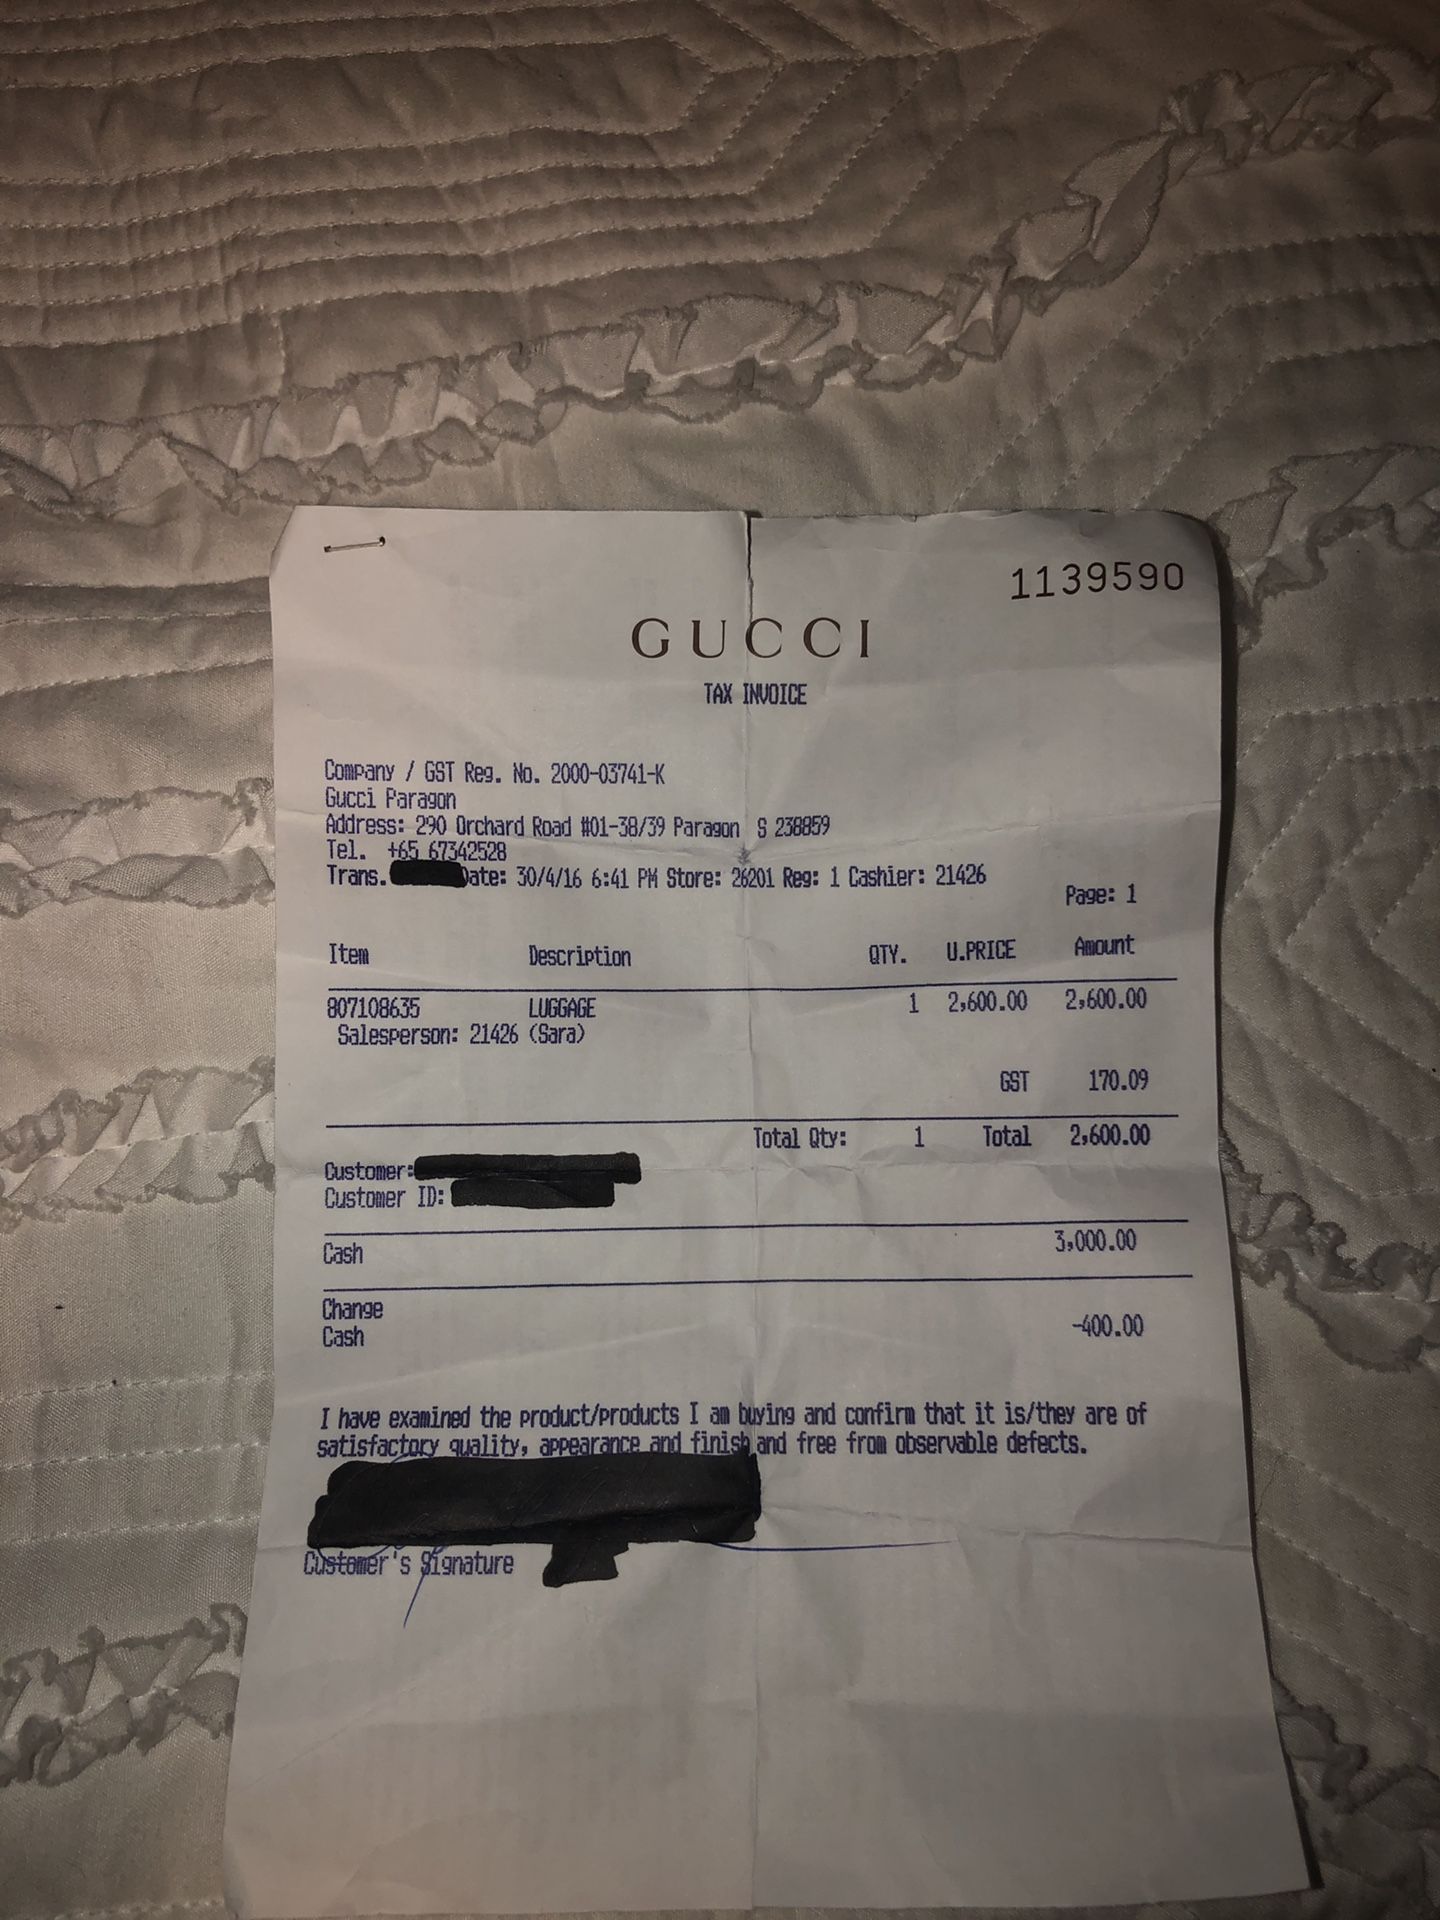 1139590
GUCCI
TAX INVOICE
Company / GST Reg. No. 2000-03741-K
Gucci Paragon
Address: 290 Orchard Road #01-38/39 Paragon S 238859
Tel. +65 67342528
Trans. Date: 30/4/16 6:41 PM Store: 26201 Reg: 1 Cashier: 21426
Page: 1
Item Description QTY. U.PRICE Amount
807108635 LUGGAGE 1 2,600.00 2,600.00
Salesperson: 21426 (Sara)
GST 170.09
Total Qty: 1 Total 2,600.00
Customer:
Customer ID:
Cash 3,000.00
Change
Cash -400.00
I have examined the product/products I am buying and confirm that it is/they are of
satisfactory quality, appearance and finish and free from observable defects.
Customer's Signature